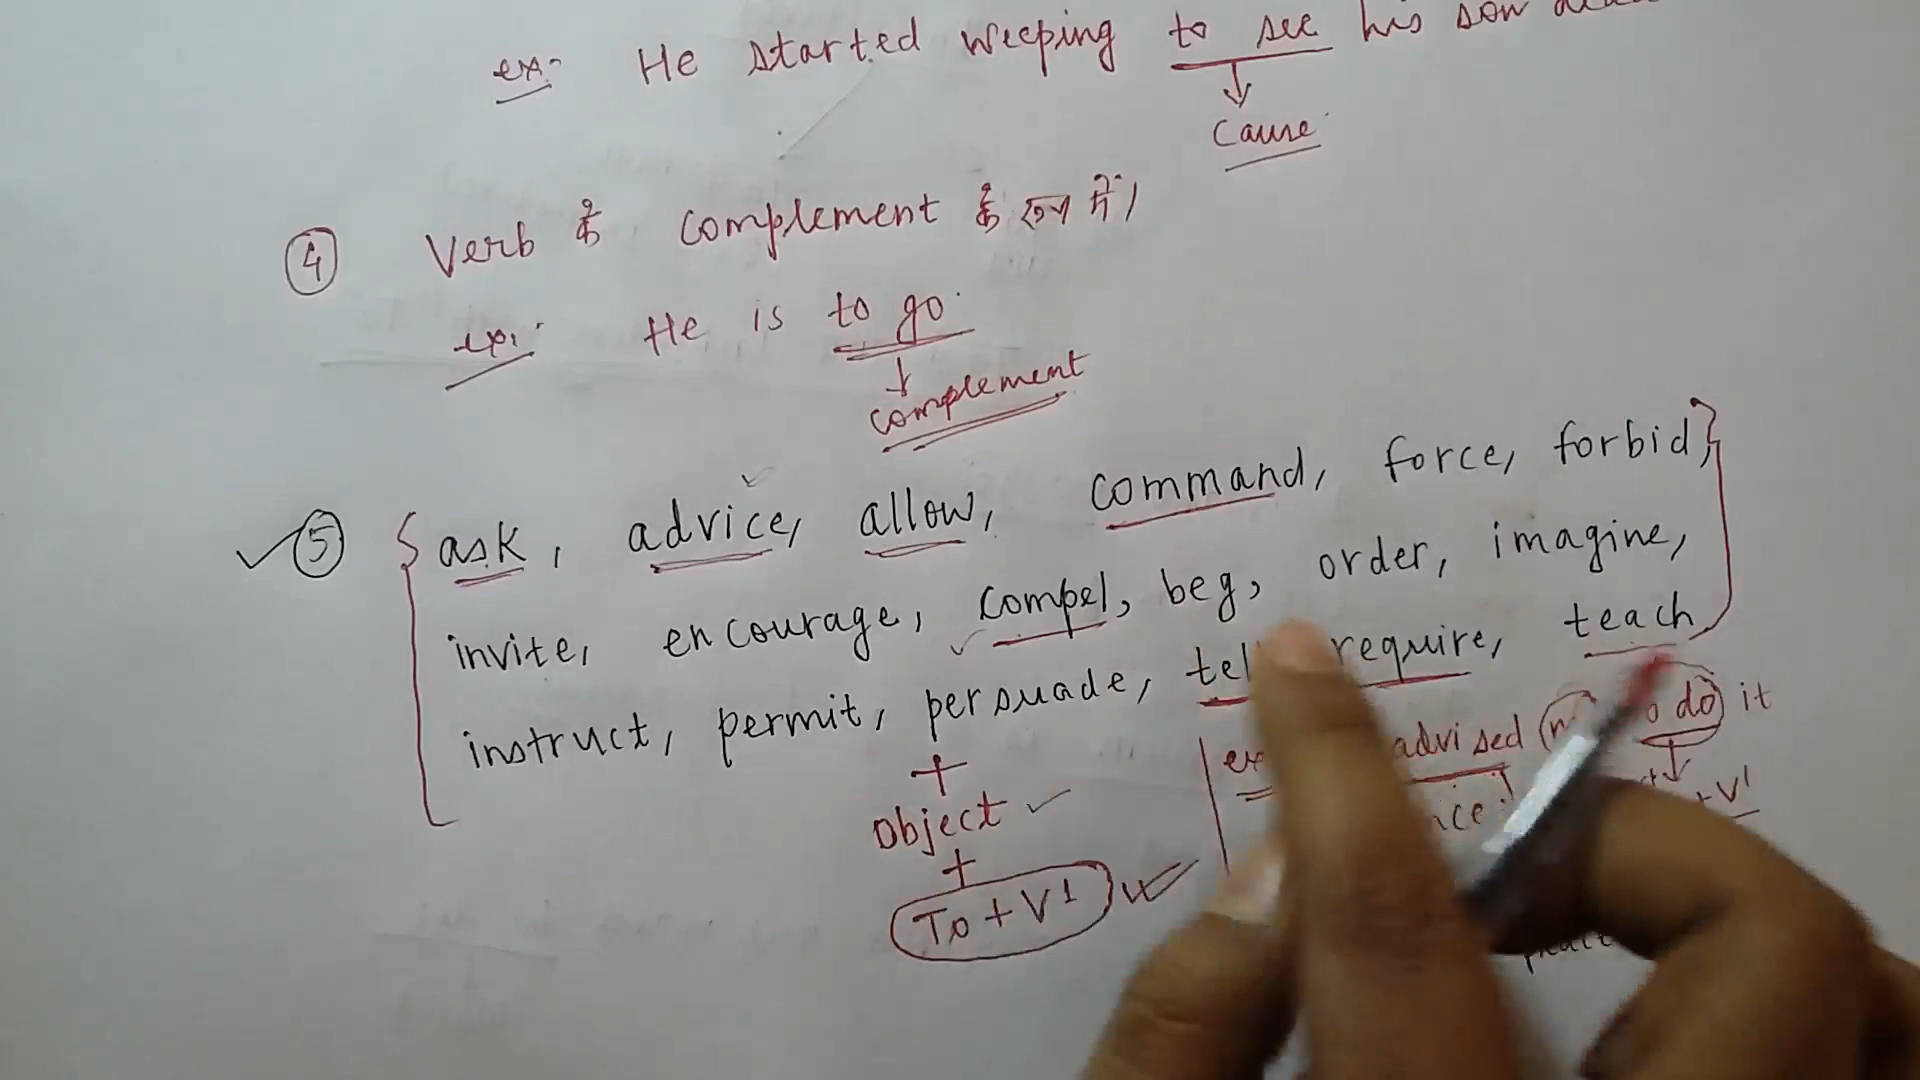 ex:- He started weeping to see his son
Cause
④ Verb के complement के रूप में।
ex:- He is to go.
complement
⑤ { ask, advice, allow, command, force, forbid, }
invite, encourage, compel, beg, order, imagine,
instruct, permit, persuade, tell require, teach
+
Object
+
To + V¹
advised do it
+V¹